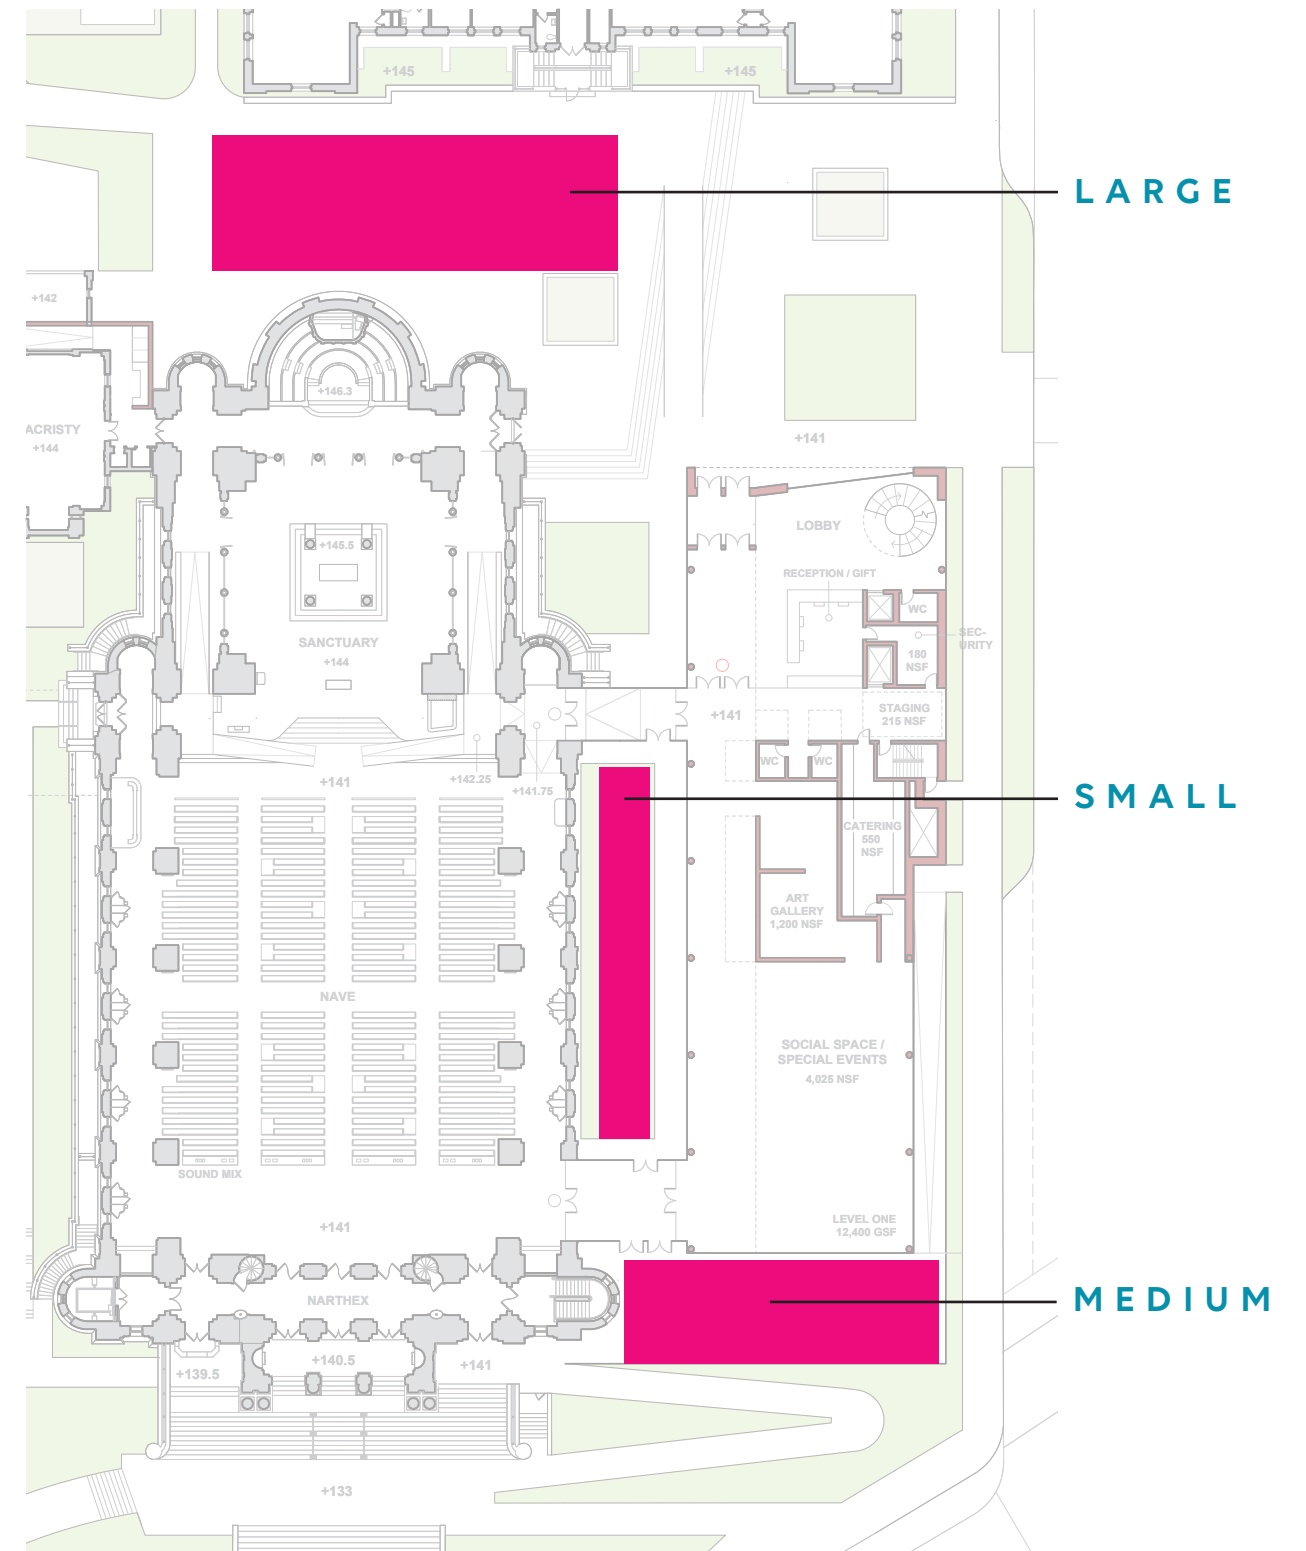 +145
+145
LARGE
+142
+146.3
ACRISTY
+144
+141
LOBBY
+145.5
RECEPTION / GIFT
WC
SEC-
URITY
180
NSF
SANCTUARY
+144
STAGING
215 NSF
+141
WC
WC
+141
+142.25
+141.75
SMALL
CATERING
550
NSF
ART
GALLERY
1,200 NSF
NAVE
SOCIAL SPACE /
SPECIAL EVENTS
4,025 NSF
SOUND MIX
+141
LEVEL ONE
12,400 GSF
NARTHEX
MEDIUM
+139.5
+140.5
+141
+133